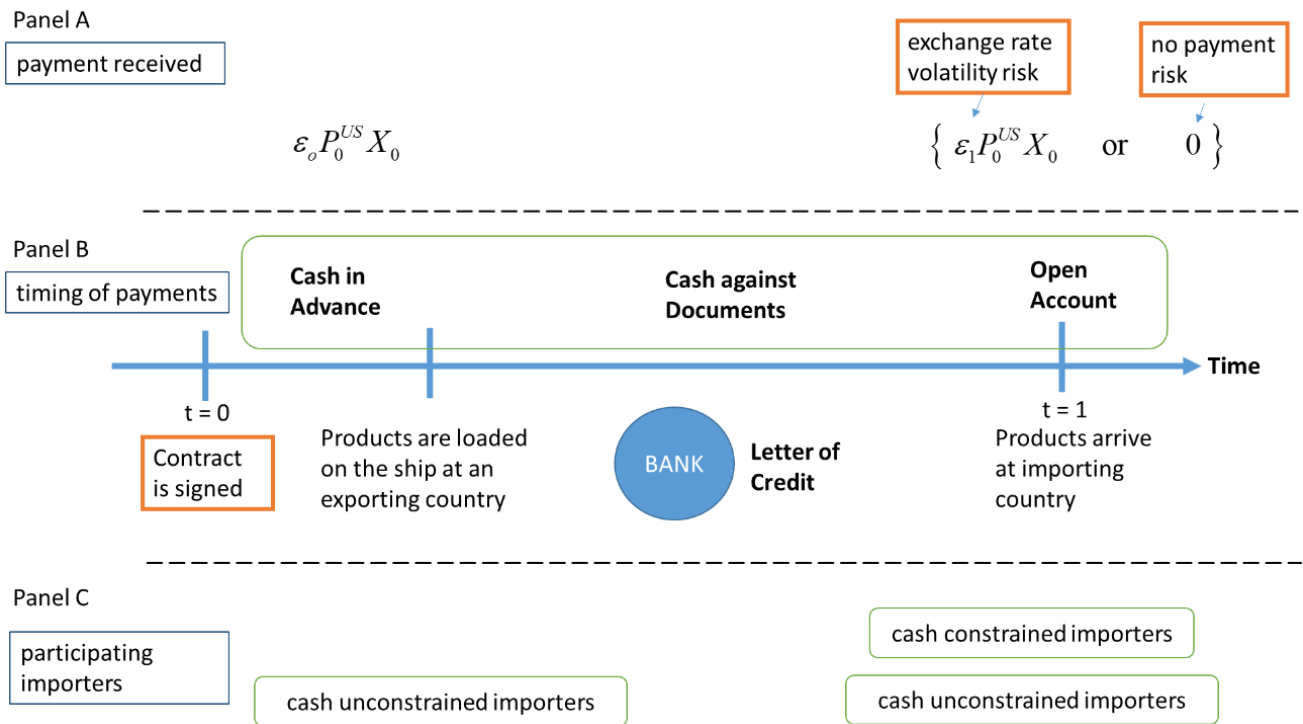 Panel A
payment received
exchange rate
volatility risk
no payment
risk
εₒP₀^{US}X₀
{ ε₁P₀^{US}X₀ or 0 }
Panel B
timing of payments
Cash in
Advance
Cash against
Documents
Open
Account
Time
t = 0
Contract
is signed
Products are loaded
on the ship at an
exporting country
BANK
Letter of
Credit
t = 1
Products arrive
at importing
country
Panel C
participating
importers
cash unconstrained importers
cash constrained importers
cash unconstrained importers